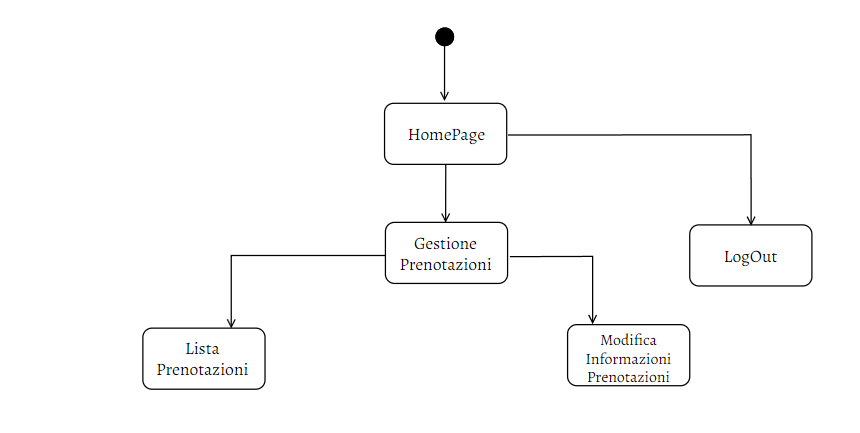 HomePage
Gestione
Prenotazioni
LogOut
Lista
Prenotazioni
Modifica
Informazioni
Prenotazioni